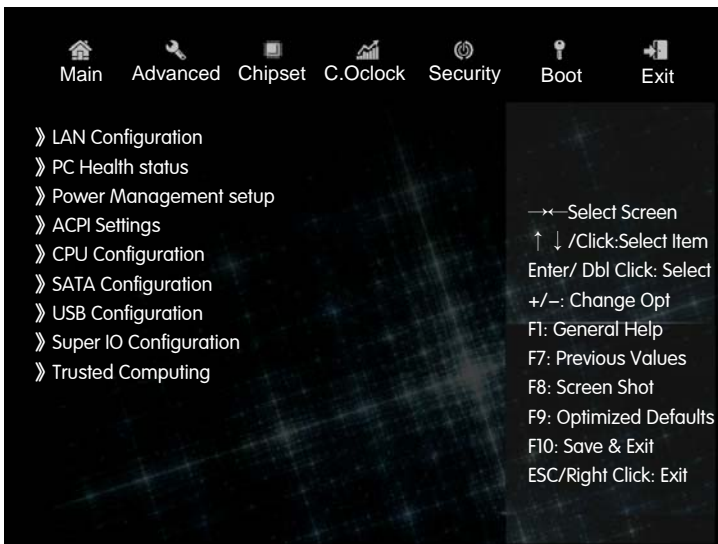 Main Advanced Chipset C.Oclock Security Boot Exit
》LAN Configuration
》PC Health status
》Power Management setup
》ACPI Settings
》CPU Configuration
》SATA Configuration
》USB Configuration
》Super IO Configuration
》Trusted Computing
→←Select Screen
↑↓/Click:Select Item
Enter/ Dbl Click: Select
+/−: Change Opt
F1: General Help
F7: Previous Values
F8: Screen Shot
F9: Optimized Defaults
F10: Save & Exit
ESC/Right Click: Exit